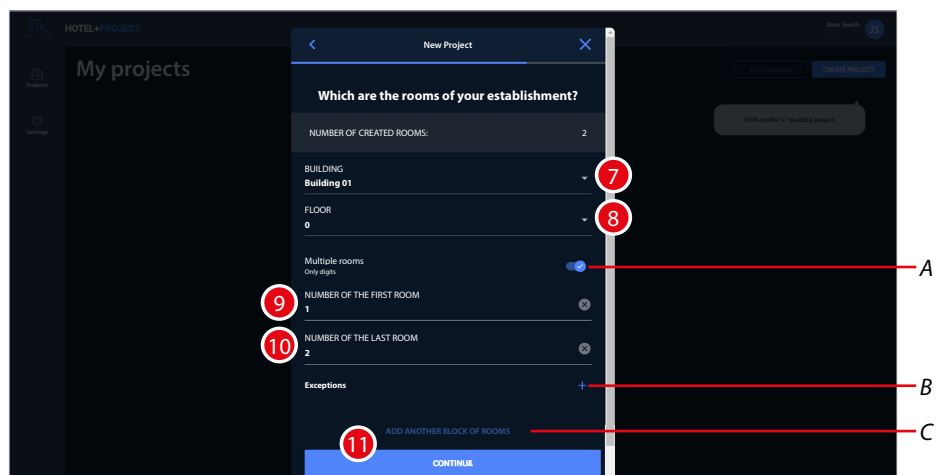 HOTEL+PROJECT
Jhon Smith
JS
New Project
My projects
CREATE PROJECT
Projects
Which are the rooms of your establishment?
Click on the "+" to add a project
Settings
NUMBER OF CREATED ROOMS: 2
BUILDING
Building 01
7
FLOOR
0
8
Multiple rooms
Only digits
A
9
NUMBER OF THE FIRST ROOM
1
10
NUMBER OF THE LAST ROOM
2
Exceptions
B
ADD ANOTHER BLOCK OF ROOMS
C
11
CONTINUA